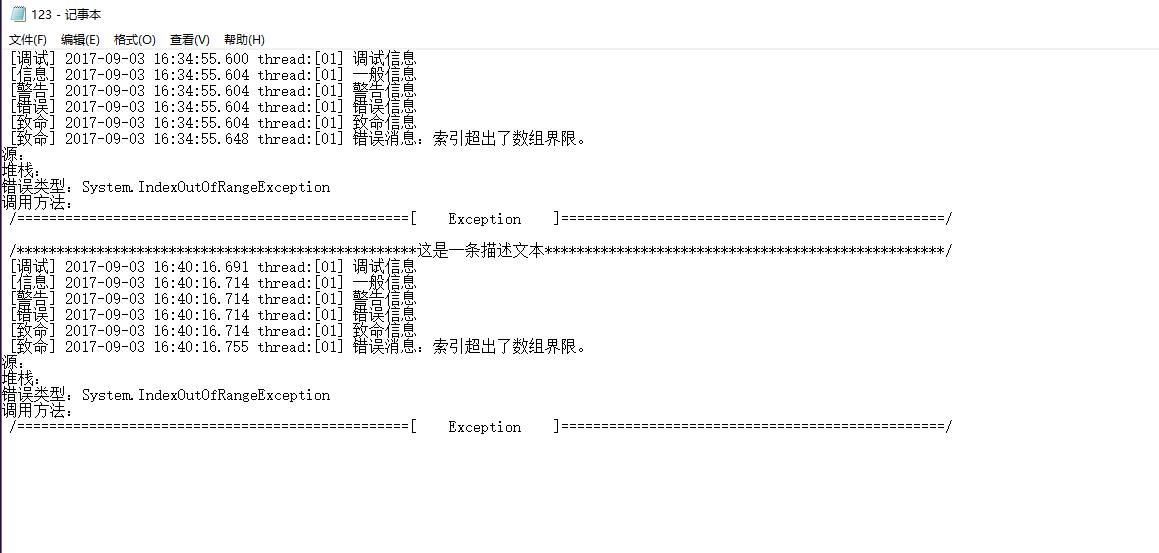 123 - 记事本
文件(F) 编辑(E) 格式(O) 查看(V) 帮助(H)
[调试] 2017-09-03 16:34:55.600 thread:[01] 调试信息
[信息] 2017-09-03 16:34:55.604 thread:[01] 一般信息
[警告] 2017-09-03 16:34:55.604 thread:[01] 警告信息
[错误] 2017-09-03 16:34:55.604 thread:[01] 错误信息
[致命] 2017-09-03 16:34:55.604 thread:[01] 致命信息
[致命] 2017-09-03 16:34:55.648 thread:[01] 错误消息：索引超出了数组界限。
源：
堆栈：
错误类型：System.IndexOutOfRangeException
调用方法：
/=================================================[    Exception    ]================================================/
/**************************************************这是一条描述文本**************************************************/
[调试] 2017-09-03 16:40:16.691 thread:[01] 调试信息
[信息] 2017-09-03 16:40:16.714 thread:[01] 一般信息
[警告] 2017-09-03 16:40:16.714 thread:[01] 警告信息
[错误] 2017-09-03 16:40:16.714 thread:[01] 错误信息
[致命] 2017-09-03 16:40:16.714 thread:[01] 致命信息
[致命] 2017-09-03 16:40:16.755 thread:[01] 错误消息：索引超出了数组界限。
源：
堆栈：
错误类型：System.IndexOutOfRangeException
调用方法：
/=================================================[    Exception    ]================================================/